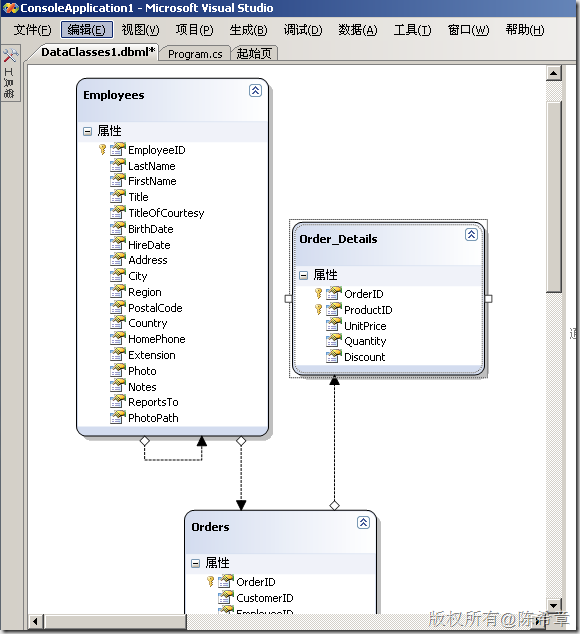 ConsoleApplication1 - Microsoft Visual Studio
文件(F) 编辑(E) 视图(V) 项目(P) 生成(B) 调试(D) 数据(A) 工具(T) 窗口(W) 帮助(H)
DataClasses1.dbml* Program.cs 起始页
工具箱
Employees
属性
EmployeeID
LastName
FirstName
Title
TitleOfCourtesy
BirthDate
HireDate
Address
City
Region
PostalCode
Country
HomePhone
Extension
Photo
Notes
ReportsTo
PhotoPath
Order_Details
属性
OrderID
ProductID
UnitPrice
Quantity
Discount
Orders
属性
OrderID
CustomerID
EmployeeID
版权所有@陈希章